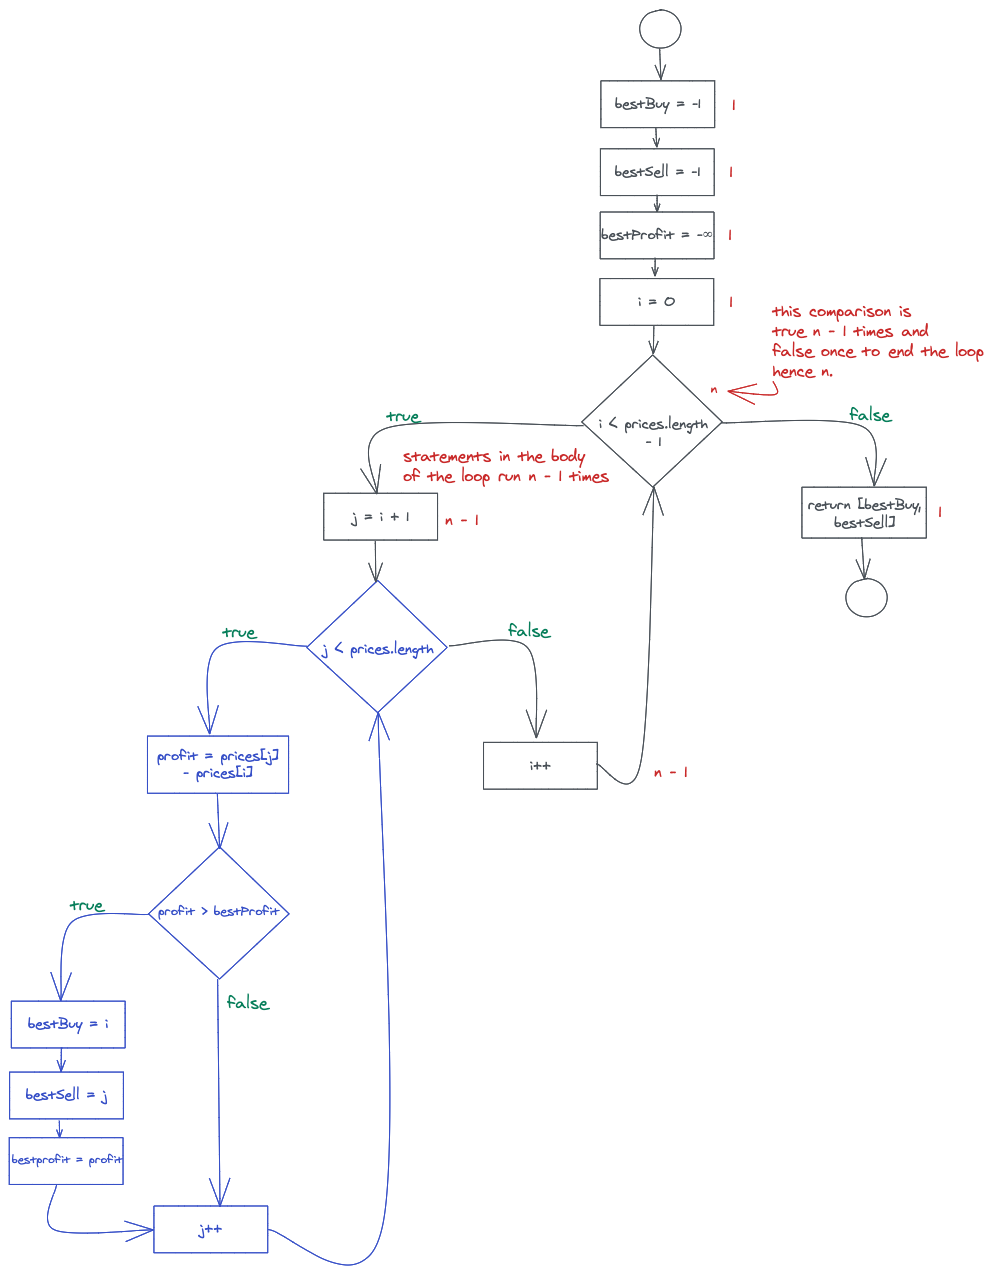 bestBuy = -1
1
bestSell = -1
1
bestProfit = -∞
1
i = 0
1
this comparison is
true n - 1 times and
false once to end the loop
hence n.
n
i < prices.length
- 1
true
false
statements in the body
of the loop run n - 1 times
return [bestBuy,
bestSell]
1
j = i + 1
n - 1
j < prices.length
true
false
profit = prices[j]
- prices[i]
i++
n - 1
profit > bestProfit
true
false
bestBuy = i
bestSell = j
bestprofit = profit
j++